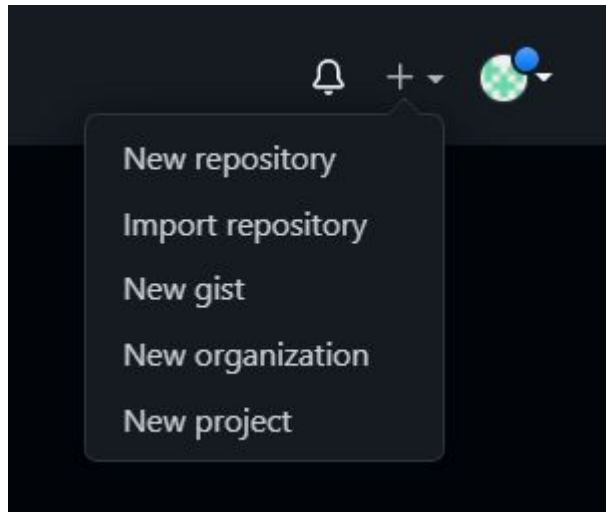 New repository
Import repository
New gist
New organization
New project